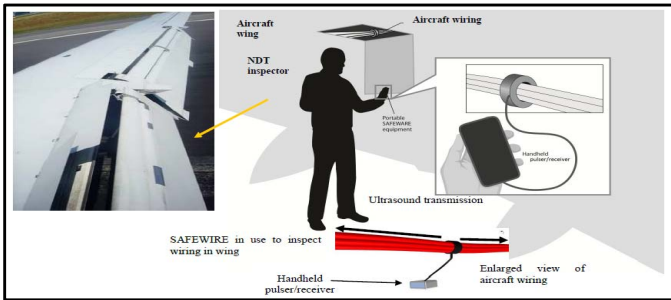 Aircraft
wing
Aircraft wiring
NDT
inspector
Portable
SAFEWARE
equipment
Handheld
pulser/receiver
Ultrasound transmission
SAFEWIRE in use to inspect
wiring in wing
Enlarged view of
aircraft wiring
Handheld
pulser/receiver